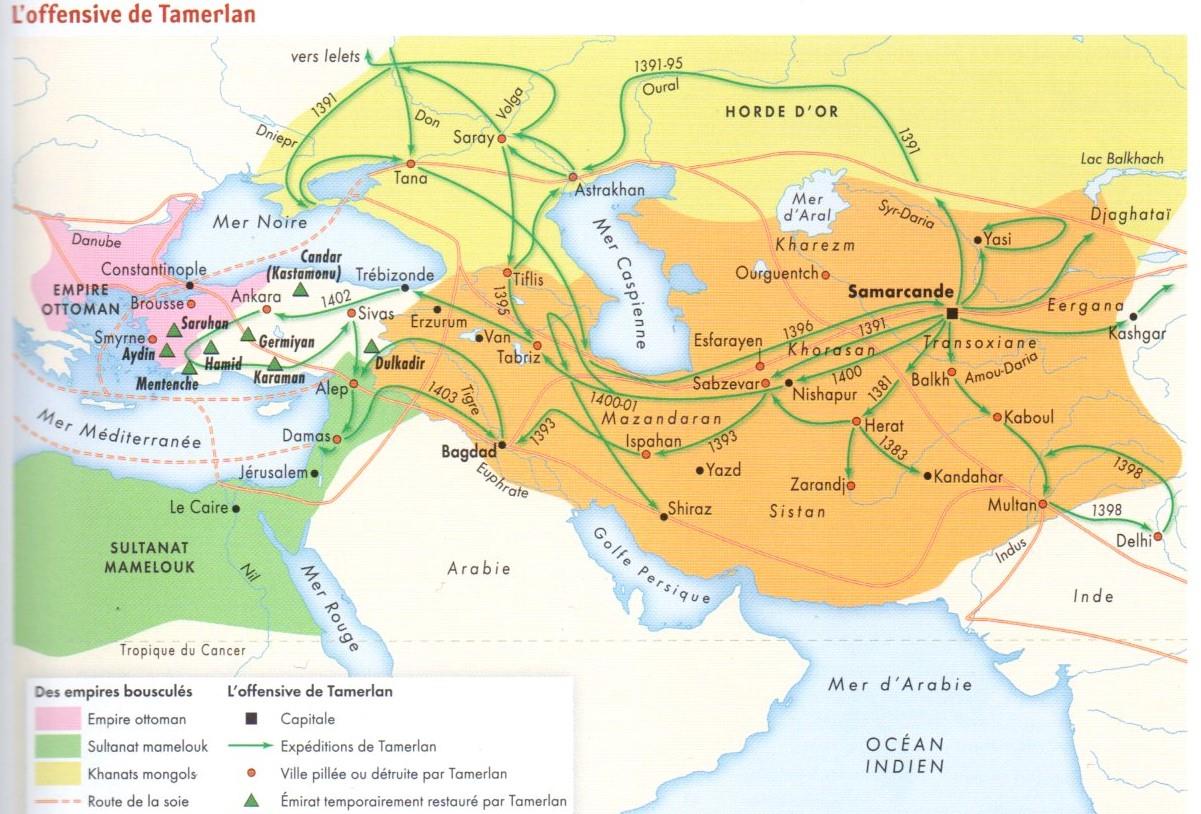 L'offensive de Tamerlan
vers Ielets
1391-95
Oural
HORDE D'OR
1391
Volga
Don
Dniepr
1391
Saray
Tana
Astrakhan
Lac Balkhach
Mer
d'Aral
Syr-Daria
Djaghataï
Mer Noire
Kharezm
Yasi
Danube
Mer Caspienne
Constantinople
Candar
(Kastamonu)
Trébizonde
Tiflis
Ourguentch
EMPIRE
OTTOMAN
Brousse
Ankara
1402
Sivas
1395
Samarcande
Eergana
Saruhan
Erzurum
Kashgar
Smyrne
Germiyan
Van
Esfarayen
1396
1391
Transoxiane
Aydin
Hamid
Dulkadir
Tabriz
Khorasan
Mentenche
Karaman
Sabzevar
Nishapur
1400
Balkh
Amou-Daria
Alep
1403
Tigre
1400-01
1381
Mazandaran
Kaboul
Mer Méditerranée
Damas
Bagdad
1393
Ispahan
1393
Herat
1383
Jérusalem
Euphrate
Yazd
Zarandj
Kandahar
1398
Le Caire
Shiraz
Sistan
Multan
1398
Delhi
SULTANAT
MAMELOUK
Nil
Mer Rouge
Arabie
Golfe Persique
Indus
Inde
Tropique du Cancer
Mer d'Arabie
OCÉAN
INDIEN
Des empires bousculés
Empire ottoman
Sultanat mamelouk
Khanats mongols
Route de la soie
L'offensive de Tamerlan
Capitale
Expéditions de Tamerlan
Ville pillée ou détruite par Tamerlan
Émirat temporairement restauré par Tamerlan